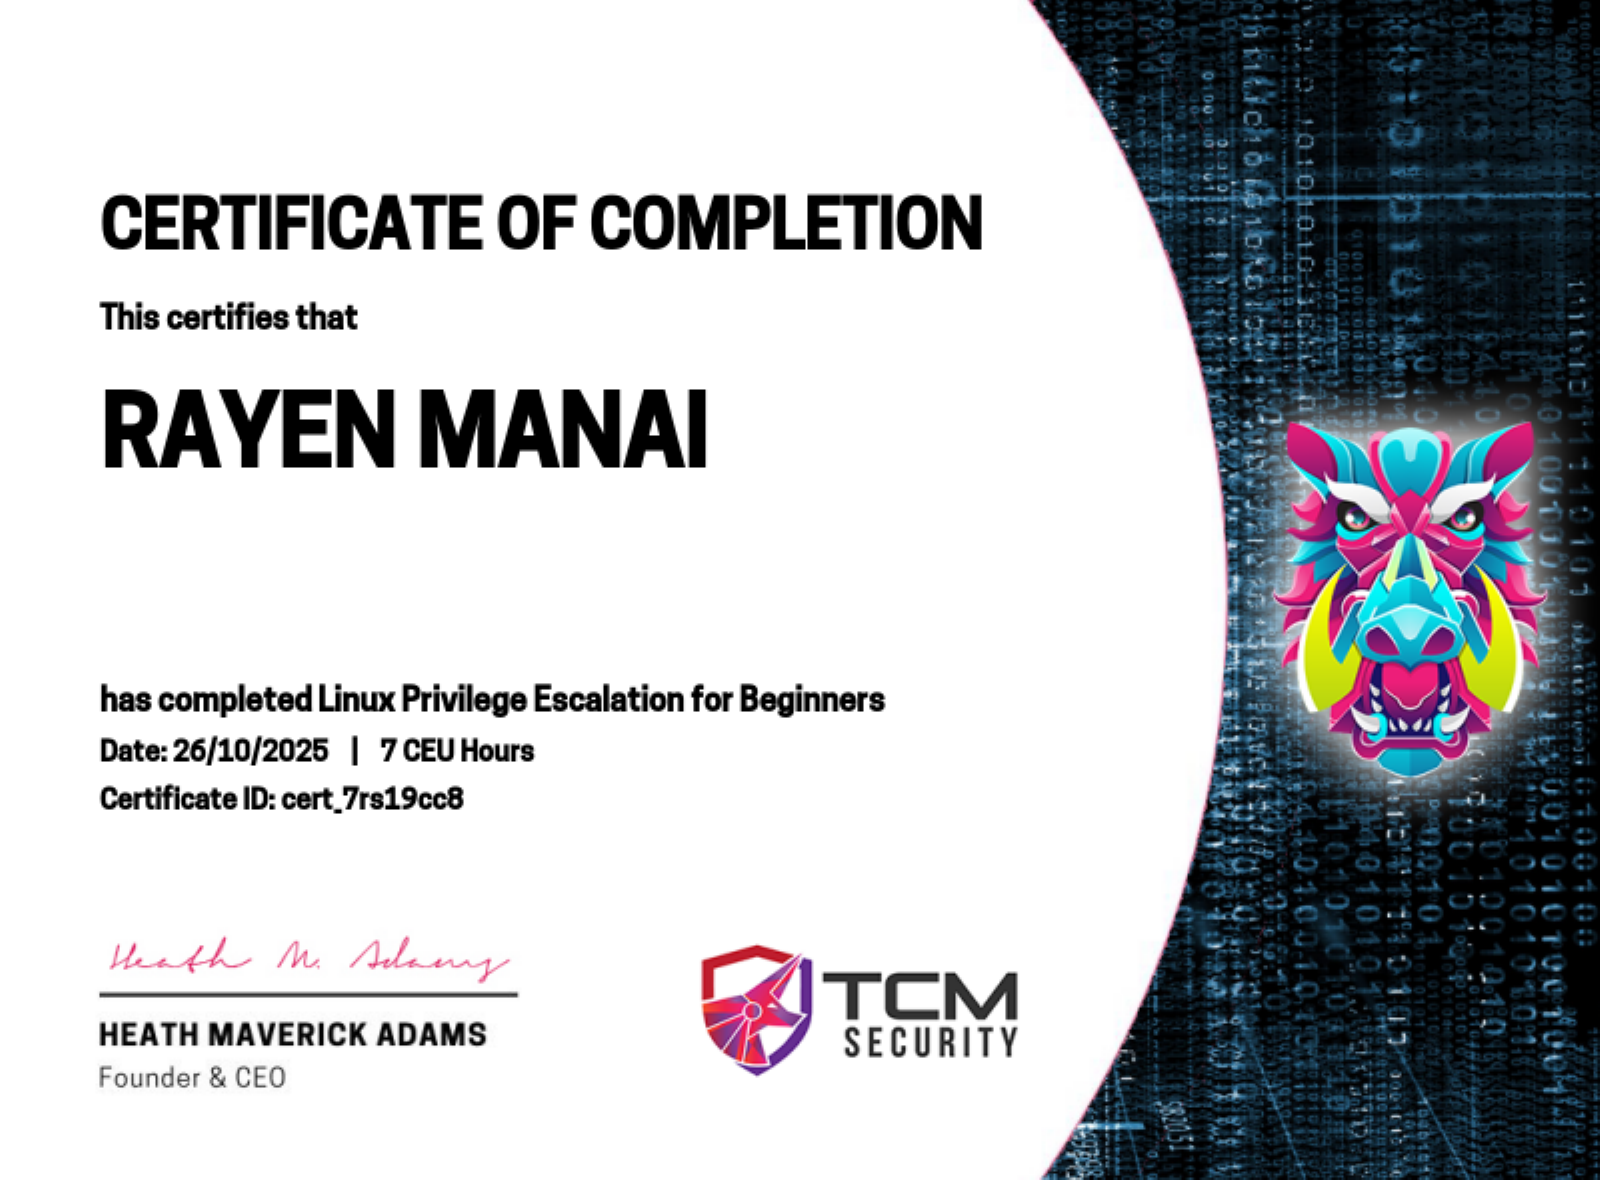 CERTIFICATE OF COMPLETION
This certifies that
RAYEN MANAI
has completed Linux Privilege Escalation for Beginners
Date: 26/10/2025 | 7 CEU Hours
Certificate ID: cert_7rs19cc8
Heath M. Adams
HEATH MAVERICK ADAMS
Founder & CEO
TCM
SECURITY